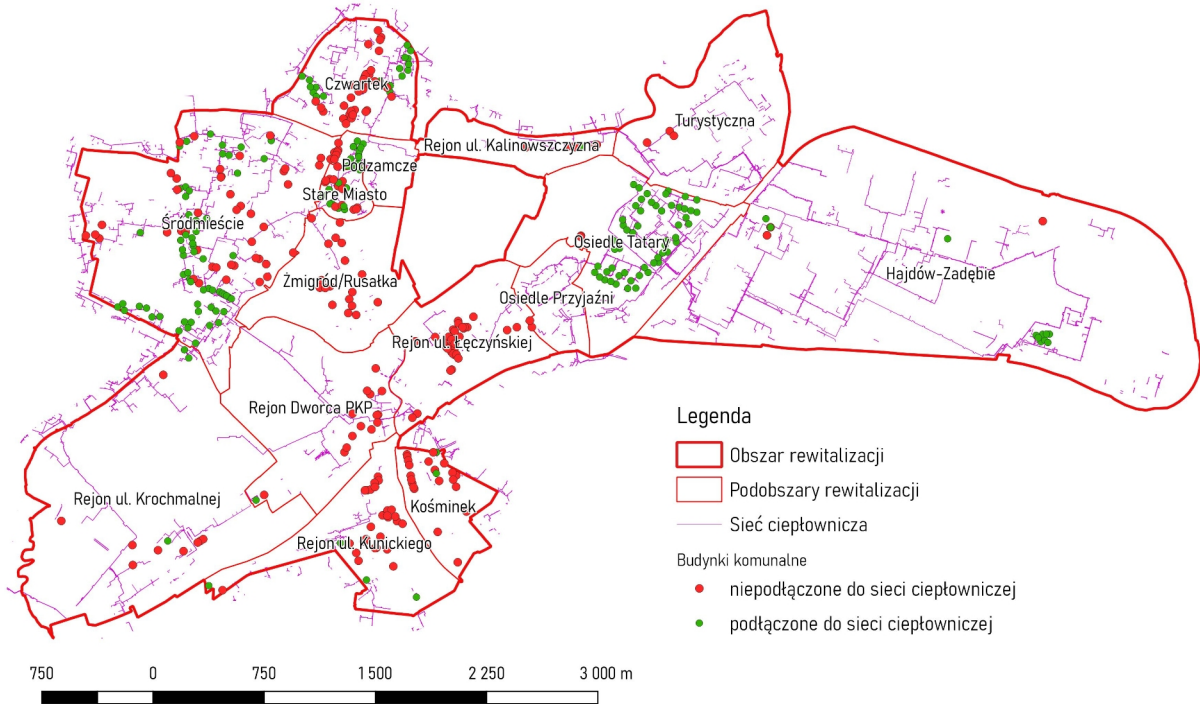 Czwartek
Turystyczna
Rejon ul. Kalinowszczyzna
Podzamcze
Stare Miasto
Śródmieście
Osiedle Tatary
Hajdów-Zadębie
Żmigród/Rusałka
Osiedle Przyjaźni
Rejon ul. Łęczyńskiej
Rejon Dworca PKP
Rejon ul. Krochmalnej
Kośminek
Rejon ul. Kunickiego
Legenda
Obszar rewitalizacji
Podobszary rewitalizacji
Sieć ciepłownicza
Budynki komunalne
niepodłączone do sieci ciepłowniczej
podłączone do sieci ciepłowniczej
750 0 750 1 500 2 250 3 000 m